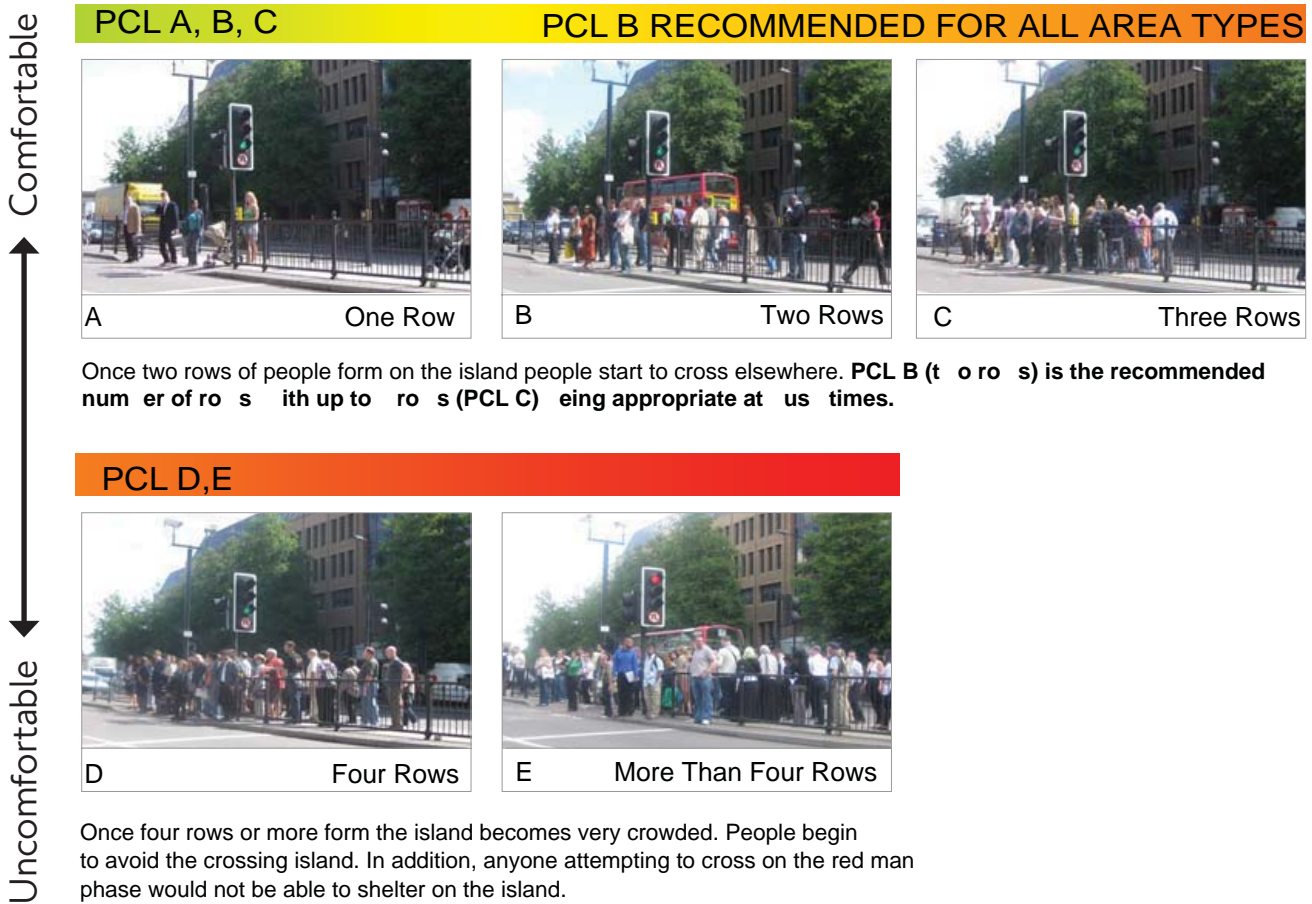 Comfortable
Uncomfortable
PCL A, B, C
PCL B RECOMMENDED FOR ALL AREA TYPES
A One Row
B Two Rows
C Three Rows
Once two rows of people form on the island people start to cross elsewhere. PCL B (t o ro s) is the recommended
num er of ro s ith up to ro s (PCL C) eing appropriate at us times.
PCL D,E
D Four Rows
E More Than Four Rows
Once four rows or more form the island becomes very crowded. People begin
to avoid the crossing island. In addition, anyone attempting to cross on the red man
phase would not be able to shelter on the island.